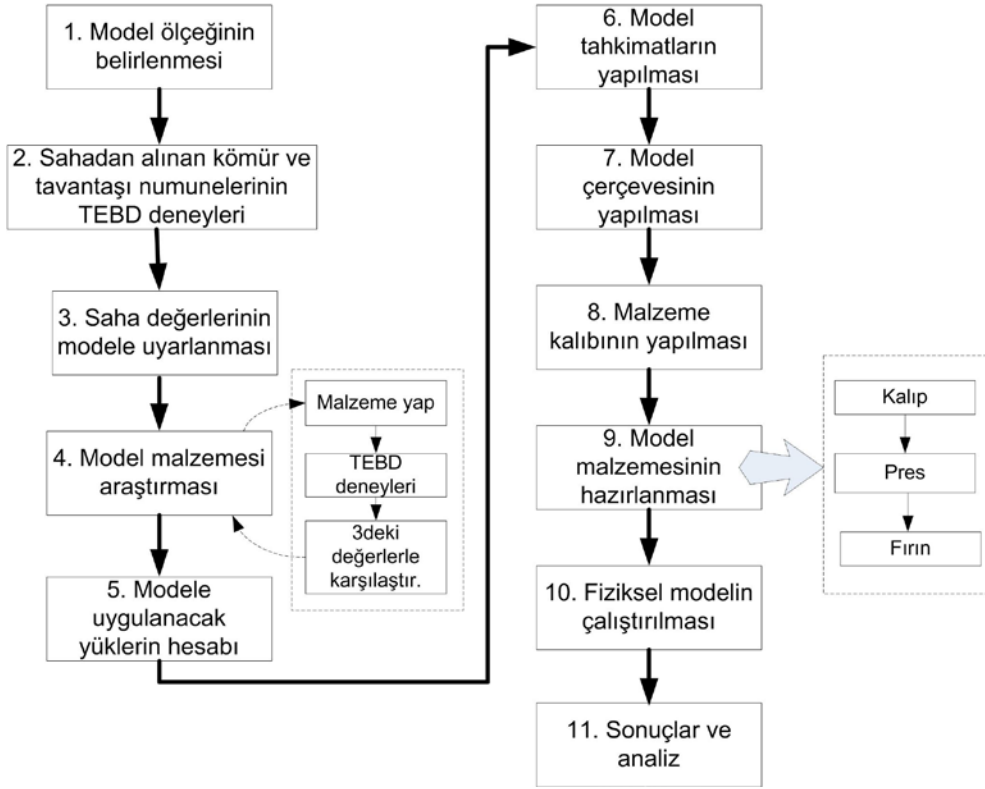 1. Model ölçeğinin
belirlenmesi
2. Sahadan alınan kömür ve
tavantaşı numunelerinin
TEBD deneyleri
3. Saha değerlerinin
modele uyarlanması
4. Model malzemesi
araştırması
Malzeme yap
TEBD
deneyleri
3deki
değerlerle
karşılaştır.
5. Modele
uygulanacak
yüklerin hesabı
6. Model
tahkimatların
yapılması
7. Model
çerçevesinin
yapılması
8. Malzeme
kalıbının yapılması
9. Model
malzemesinin
hazırlanması
Kalıp
Pres
Fırın
10. Fiziksel modelin
çalıştırılması
11. Sonuçlar ve
analiz